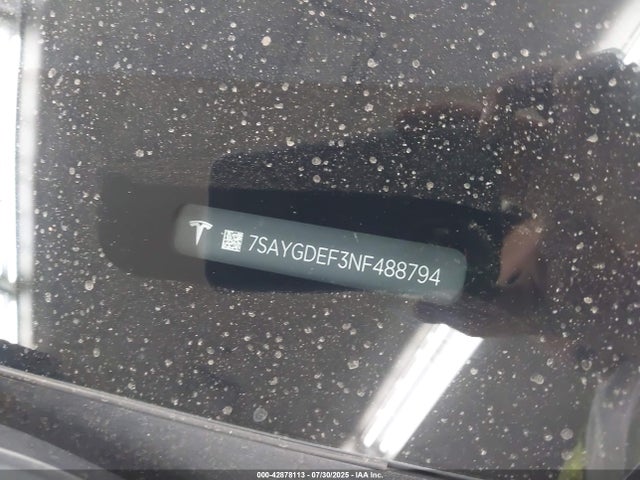 7SAYGDEF3NF488794
000-42878113 - 07/30/2025 - IAA Inc.